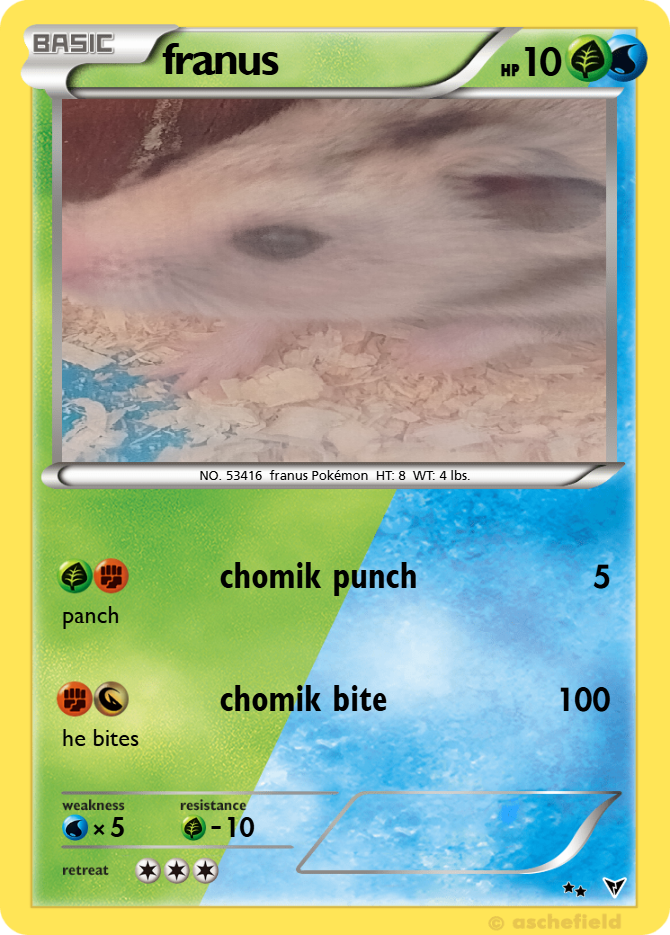 BASIC
franus
HP 10
NO. 53416 franus Pokémon HT: 8 WT: 4 lbs.
chomik punch 5
panch
chomik bite 100
he bites
weakness resistance
×5 -10
retreat
© aschefield